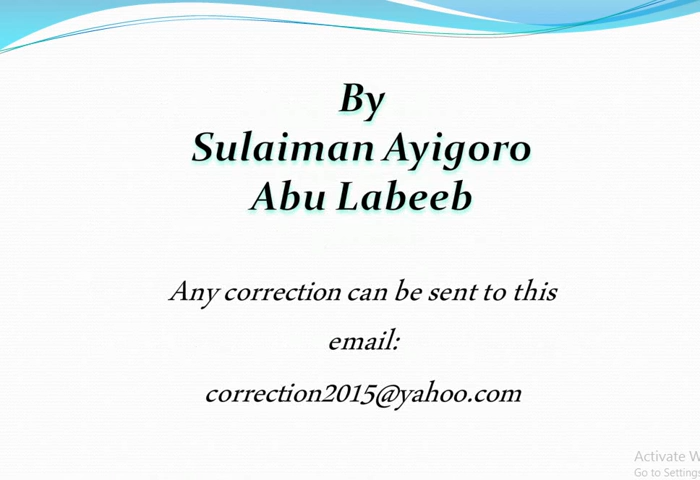 By
Sulaiman Ayigoro
Abu Labeeb
Any correction can be sent to this
email:
correction2015@yahoo.com
Activate W
Go to Settings